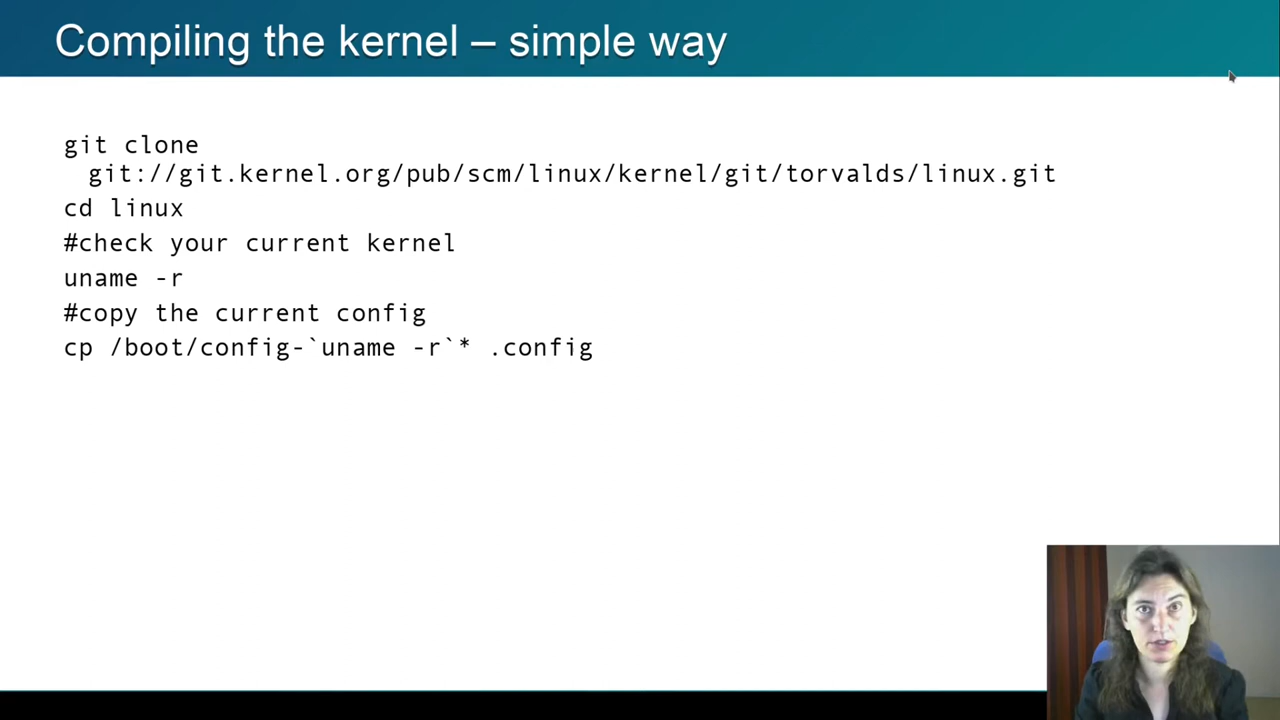 Compiling the kernel – simple way
git clone
git://git.kernel.org/pub/scm/linux/kernel/git/torvalds/linux.git
cd linux
#check your current kernel
uname -r
#copy the current config
cp /boot/config-`uname -r`* .config